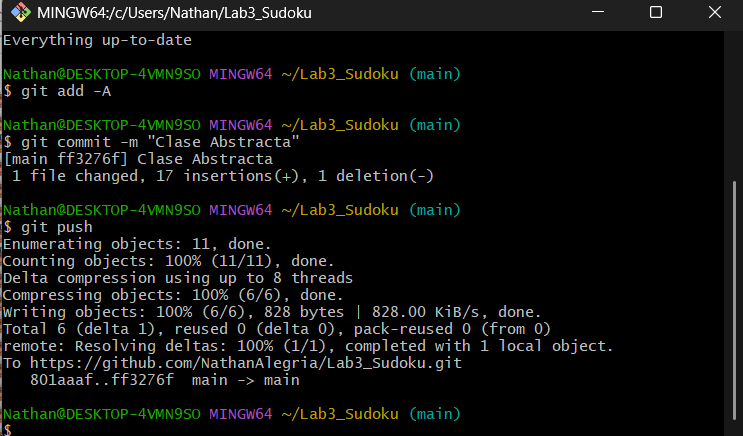 MINGW64:/c/Users/Nathan/Lab3_Sudoku
Everything up-to-date
Nathan@DESKTOP-4VMN9SO MINGW64 ~/Lab3_Sudoku (main)
$ git add -A
Nathan@DESKTOP-4VMN9SO MINGW64 ~/Lab3_Sudoku (main)
$ git commit -m "Clase Abstracta"
[main ff3276f] Clase Abstracta
 1 file changed, 17 insertions(+), 1 deletion(-)
Nathan@DESKTOP-4VMN9SO MINGW64 ~/Lab3_Sudoku (main)
$ git push
Enumerating objects: 11, done.
Counting objects: 100% (11/11), done.
Delta compression using up to 8 threads
Compressing objects: 100% (6/6), done.
Writing objects: 100% (6/6), 828 bytes | 828.00 KiB/s, done.
Total 6 (delta 1), reused 0 (delta 0), pack-reused 0 (from 0)
remote: Resolving deltas: 100% (1/1), completed with 1 local object.
To https://github.com/NathanAlegria/Lab3_Sudoku.git
   801aaaf..ff3276f  main -> main
Nathan@DESKTOP-4VMN9SO MINGW64 ~/Lab3_Sudoku (main)
$